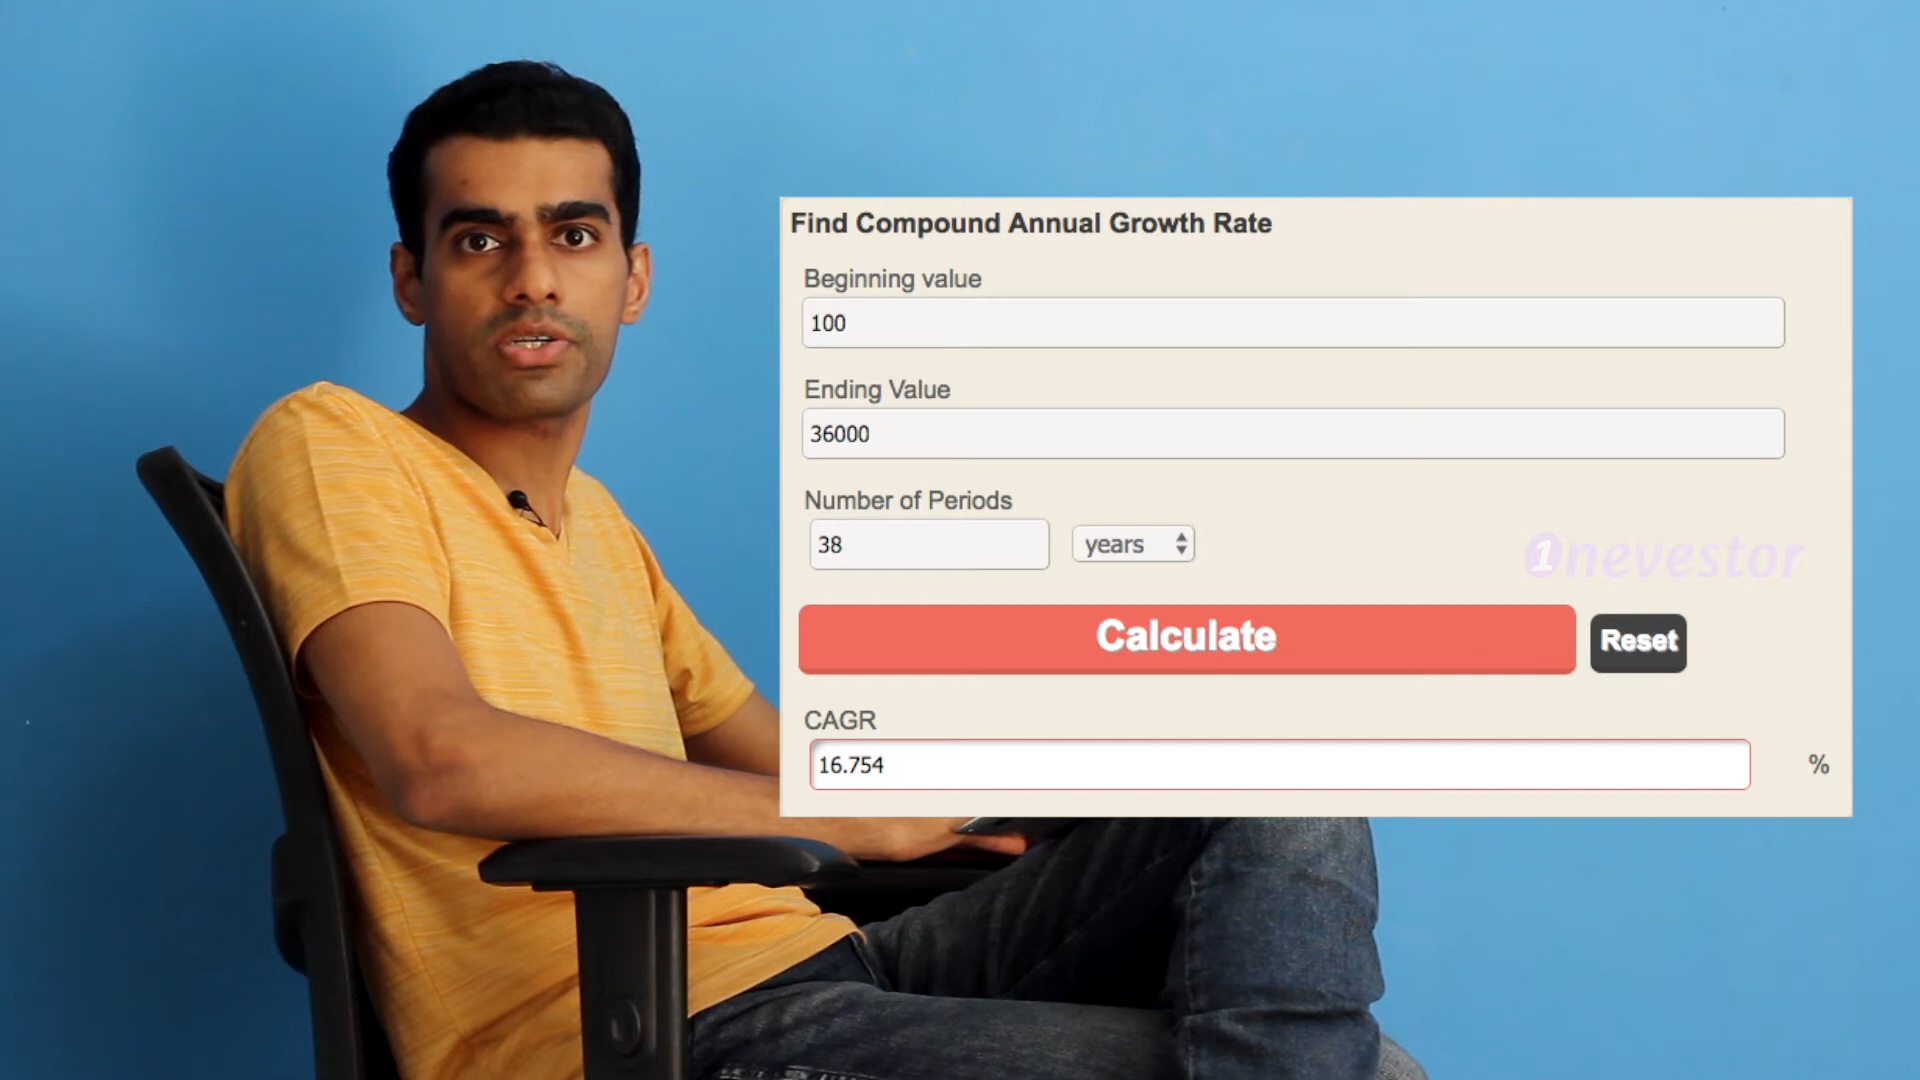 Find Compound Annual Growth Rate
Beginning value
100
Ending Value
36000
Number of Periods
38 years
1nevestor
Calculate Reset
CAGR
16.754 %